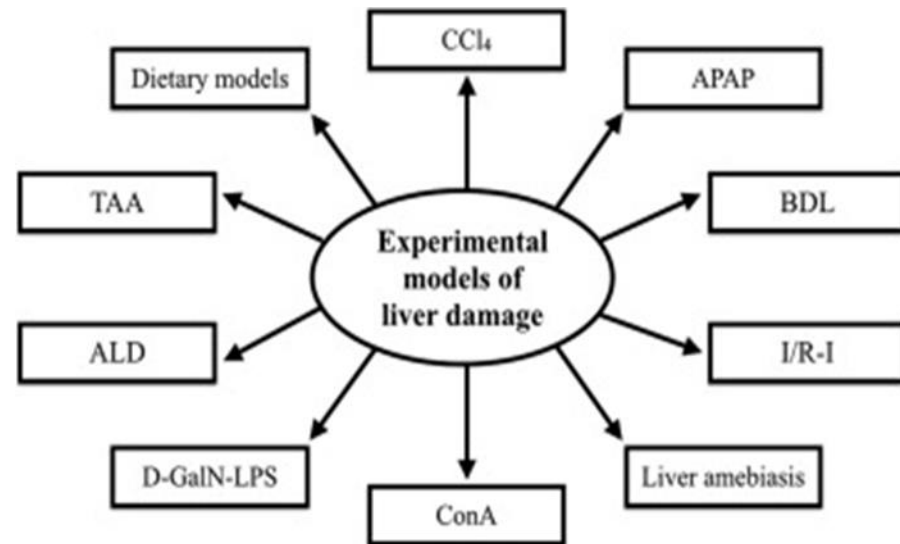 CCl₄
Dietary models
APAP
TAA
BDL
Experimental
models of
liver damage
ALD
I/R-I
D-GalN-LPS
Liver amebiasis
ConA